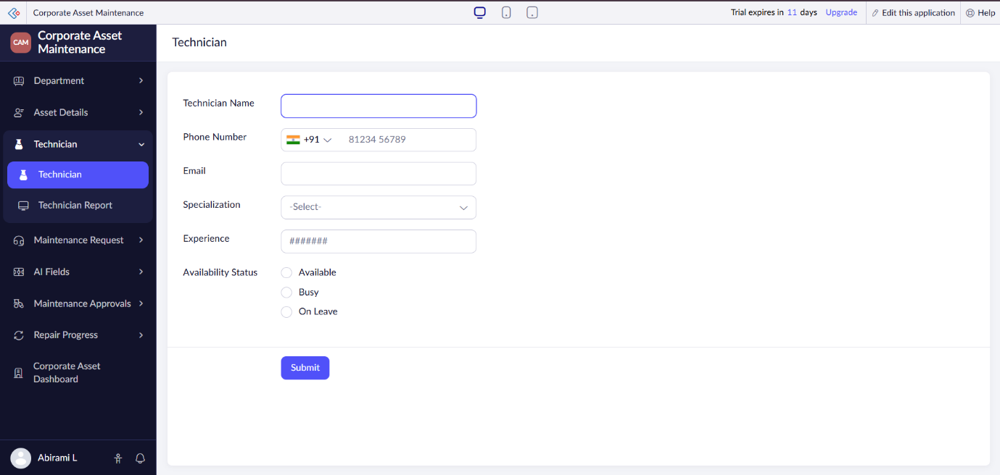 Corporate Asset Maintenance
Trial expires in 11 days Upgrade
Edit this application
Help
CAM
Corporate Asset
Maintenance
Department
Asset Details
Technician
Technician
Technician Report
Maintenance Request
AI Fields
Maintenance Approvals
Repair Progress
Corporate Asset
Dashboard
Abirami L
Technician
Technician Name
Phone Number
+91 81234 56789
Email
Specialization
-Select-
Experience
#######
Availability Status
Available
Busy
On Leave
Submit